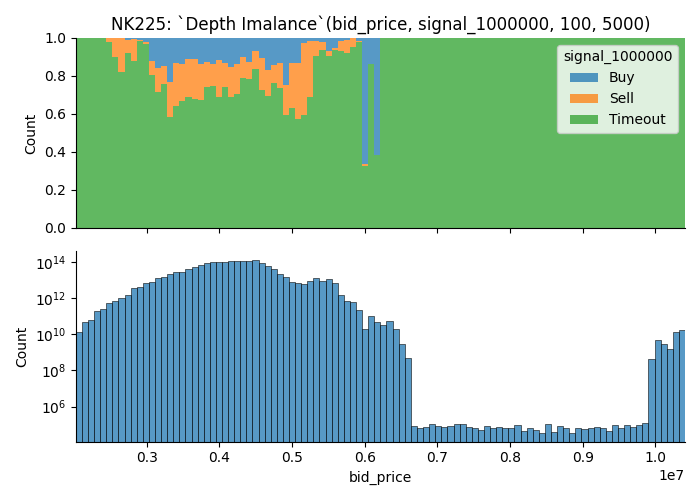 NK225: `Depth Imalance`(bid_price, signal_1000000, 100, 5000)
1.0
0.8
0.6
0.4
0.2
0.0
Count
signal_1000000
Buy
Sell
Timeout
10^14
10^12
10^10
10^8
10^6
Count
0.3 0.4 0.5 0.6 0.7 0.8 0.9 1.0
1e7
bid_price